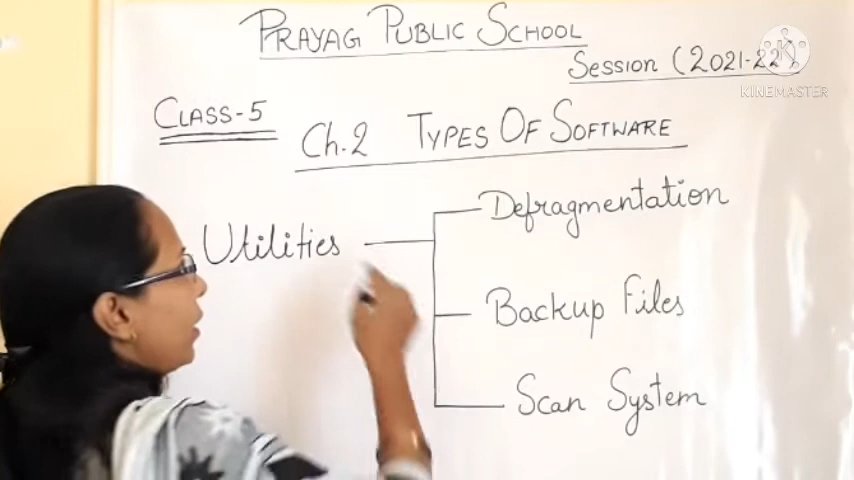 PRAYAG PUBLIC SCHOOL
SESSION (2021-22)
KINEMASTER
CLASS-5
Ch.2 TYPES OF SOFTWARE
Utilities
Defragmentation
Backup Files
Scan System